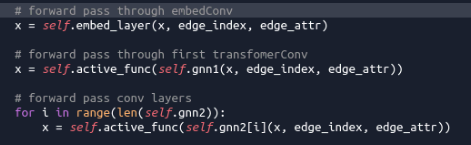 # forward pass through embedConv
x = self.embed_layer(x, edge_index, edge_attr)
# forward pass through first transfomerConv
x = self.active_func(self.gnn1(x, edge_index, edge_attr))
# forward pass conv layers
for i in range(len(self.gnn2)):
    x = self.active_func(self.gnn2[i](x, edge_index, edge_attr))